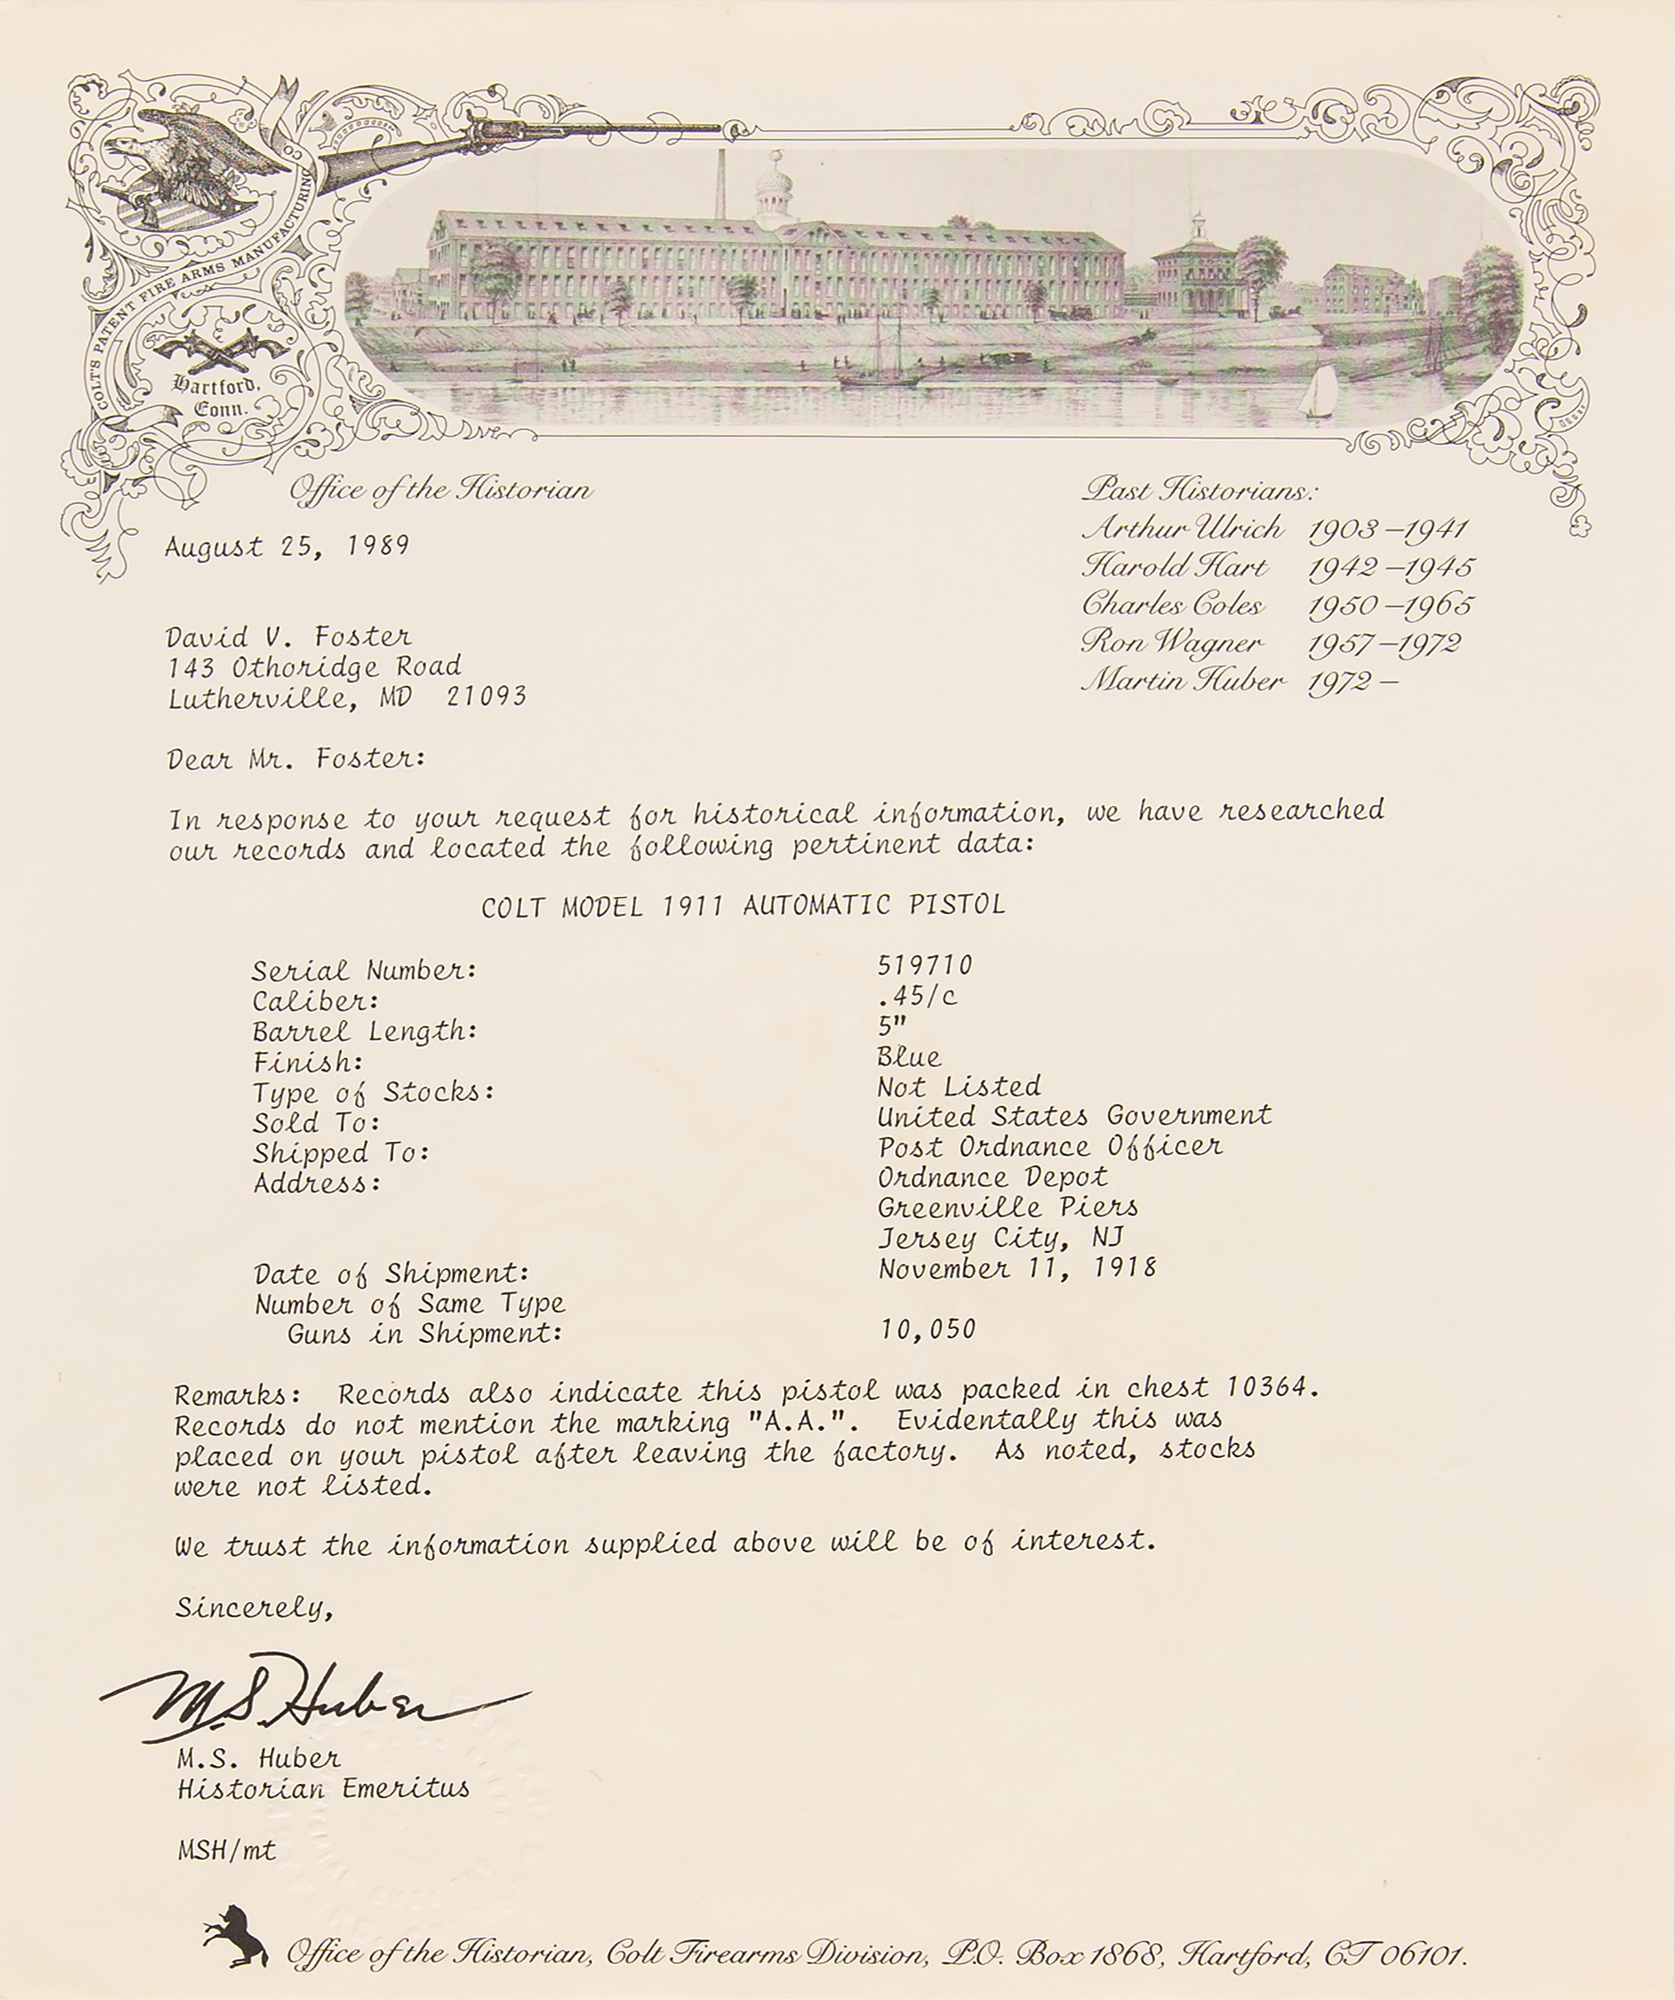 COLT'S PATENT FIRE ARMS MANUFACTURING CO
Hartford,
Conn.
Office of the Historian
Past Historians:
Arthur Ulrich 1903–1941
Harold Hart 1942–1945
Charles Coles 1950–1965
Ron Wagner 1957–1972
Martin Huber 1972–
August 25, 1989
David V. Foster
143 Othoridge Road
Lutherville, MD 21093
Dear Mr. Foster:
In response to your request for historical information, we have researched
our records and located the following pertinent data:
COLT MODEL 1911 AUTOMATIC PISTOL
Serial Number: 519710
Caliber: .45/c
Barrel Length: 5"
Finish: Blue
Type of Stocks: Not Listed
Sold To: United States Government
Shipped To: Post Ordnance Officer
Address: Ordnance Depot
Greenville Piers
Jersey City, NJ
Date of Shipment: November 11, 1918
Number of Same Type
Guns in Shipment: 10,050
Remarks: Records also indicate this pistol was packed in chest 10364.
Records do not mention the marking "A.A.". Evidentally this was
placed on your pistol after leaving the factory. As noted, stocks
were not listed.
We trust the information supplied above will be of interest.
Sincerely,
M.S. Huber
M.S. Huber
Historian Emeritus
MSH/mt
Office of the Historian, Colt Firearms Division, P.O. Box 1868, Hartford, CT 06101.